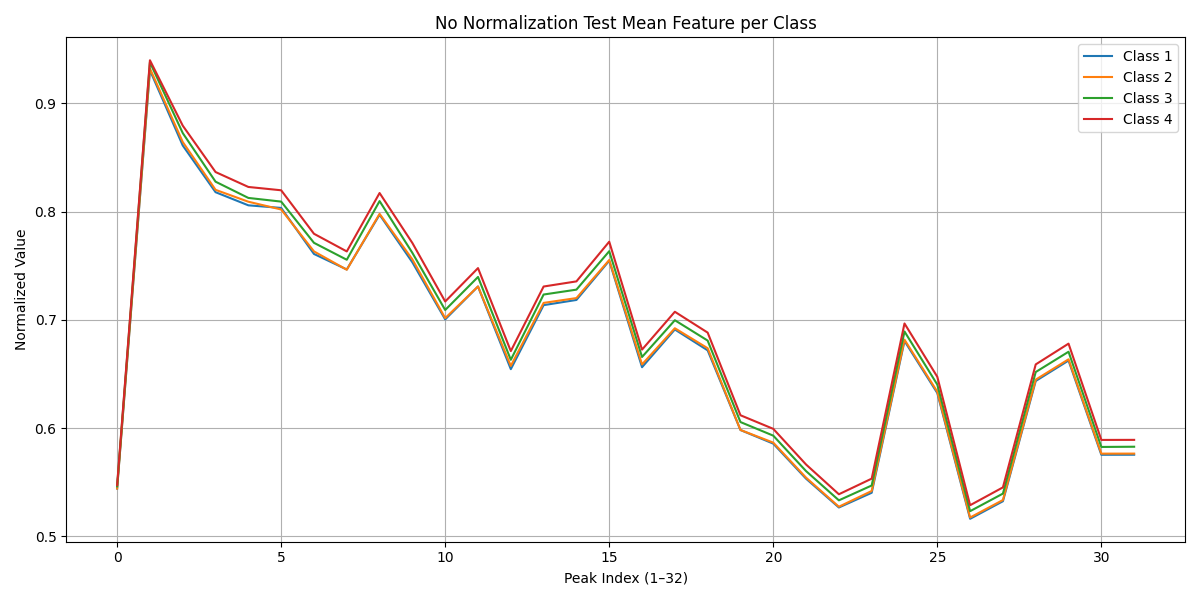 No Normalization Test Mean Feature per Class
Class 1
Class 2
Class 3
Class 4
Normalized Value
0.9
0.8
0.7
0.6
0.5
0 5 10 15 20 25 30
Peak Index (1–32)